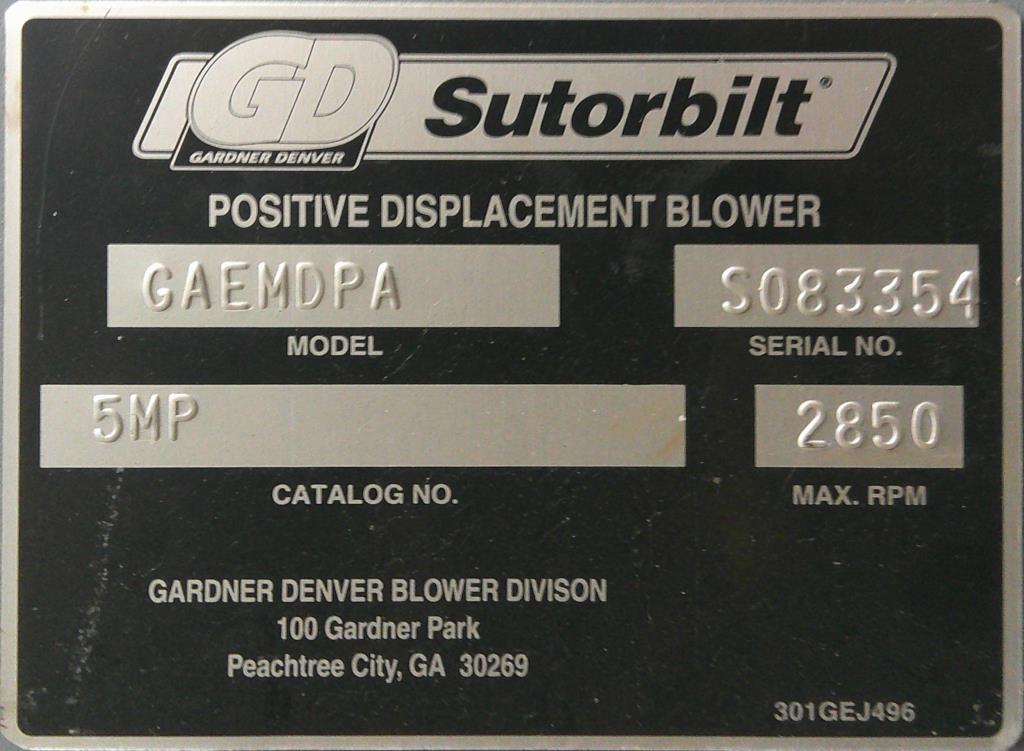 GD
GARDNER DENVER
Sutorbilt®
POSITIVE DISPLACEMENT BLOWER
GAEMDPA
S083354
MODEL
SERIAL NO.
5MP
2850
CATALOG NO.
MAX. RPM
GARDNER DENVER BLOWER DIVISON
100 Gardner Park
Peachtree City, GA 30269
301GEJ496